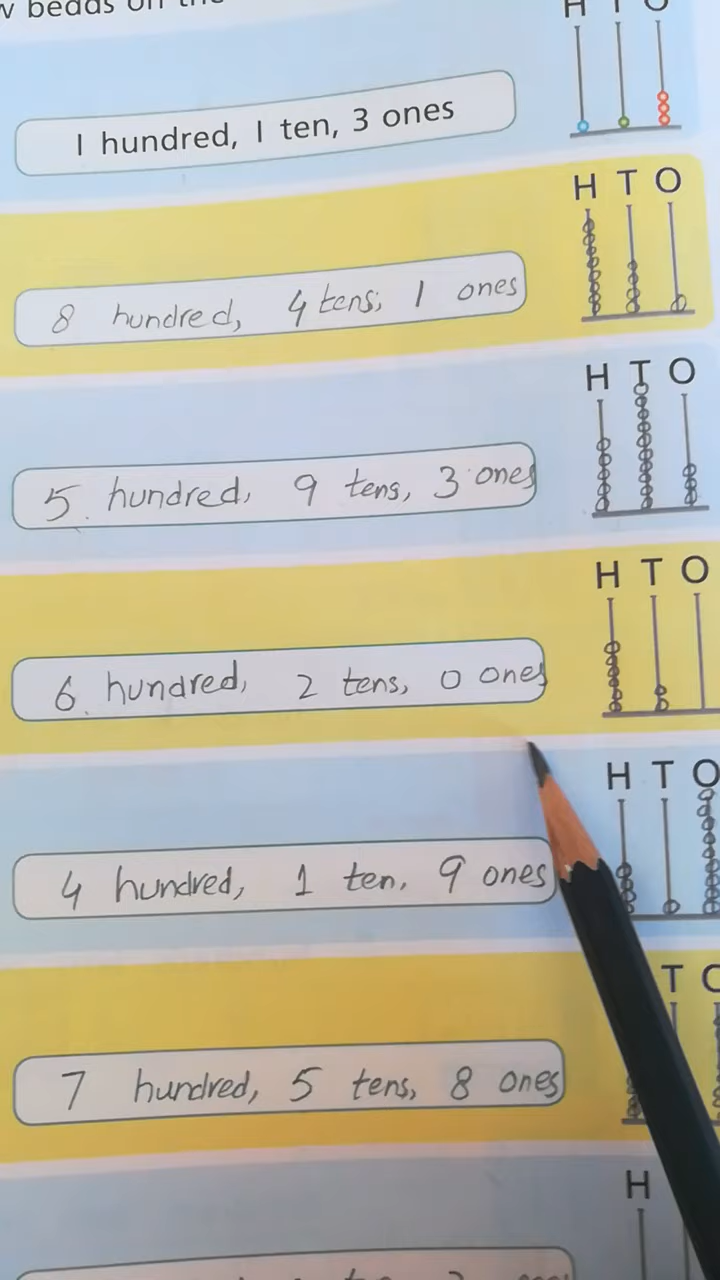 beads on the
H T O
1 hundred, 1 ten, 3 ones
H T O
8 hundred, 4 tens, 1 ones
H T O
5. hundred, 9 tens, 3 ones
H T O
6. hundred, 2 tens, 0 ones
H T O
4 hundred, 1 ten, 9 ones
T O
7 hundred, 5 tens, 8 ones
H